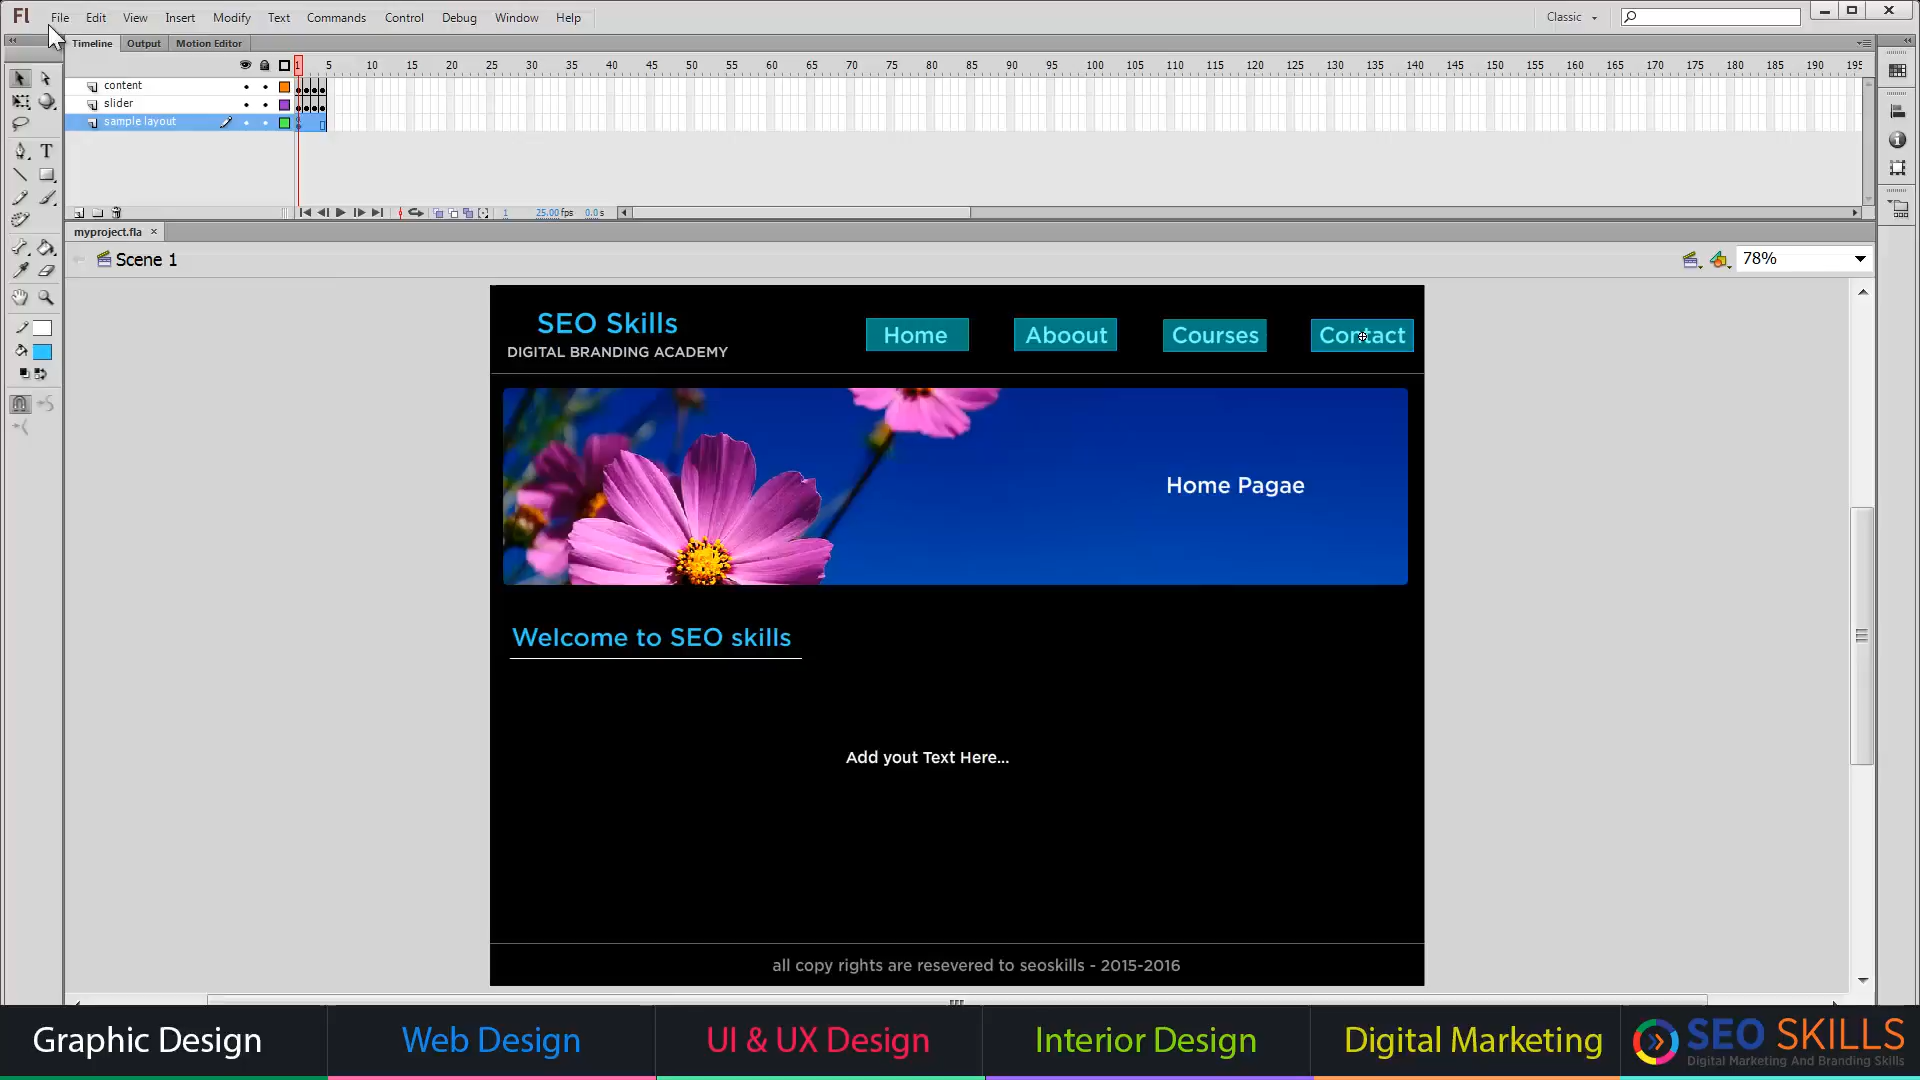 Fl File Edit View Insert Modify Text Commands Control Debug Window Help Classic
Timeline Output Motion Editor
1 5 10 15 20 25 30 35 40 45 50 55 60 65 70 75 80 85 90 95 100 105 110 115 120 125 130 135 140 145 150 155 160 165 170 175 180 185 190 195
content
slider
sample layout
1 25.00 fps 0.0 s
myproject.fla
Scene 1 78%
SEO Skills
DIGITAL BRANDING ACADEMY
Home Aboout Courses Contact
Home Pagae
Welcome to SEO skills
Add yout Text Here...
all copy rights are resevered to seoskills - 2015-2016
Graphic Design Web Design UI & UX Design Interior Design Digital Marketing SEO SKILLS
Digital Marketing And Branding Skills